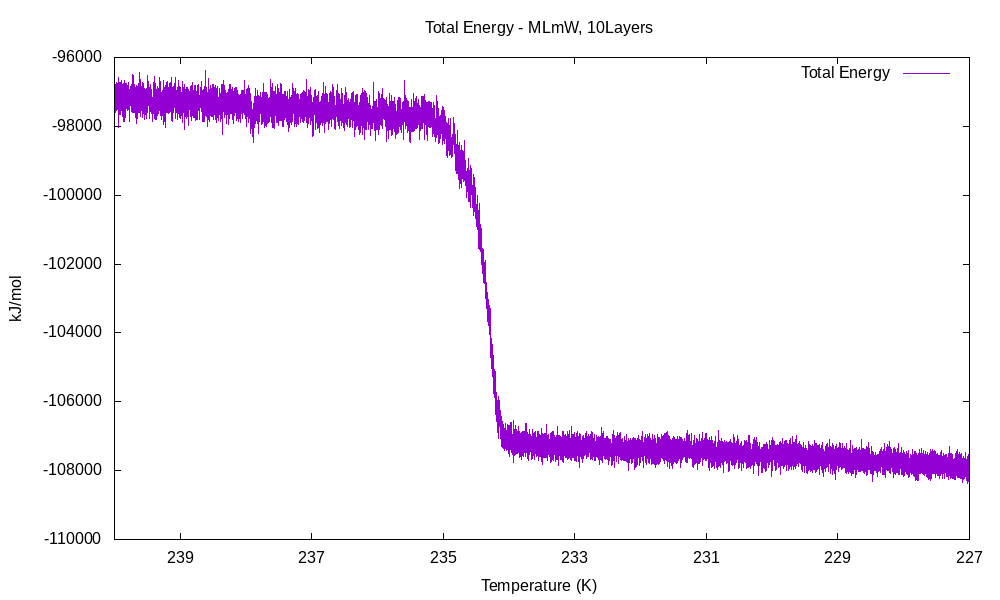 Total Energy - MLmW, 10Layers
Total Energy
-96000
-98000
-100000
-102000
-104000
-106000
-108000
-110000
kJ/mol
239 237 235 233 231 229 227
Temperature (K)